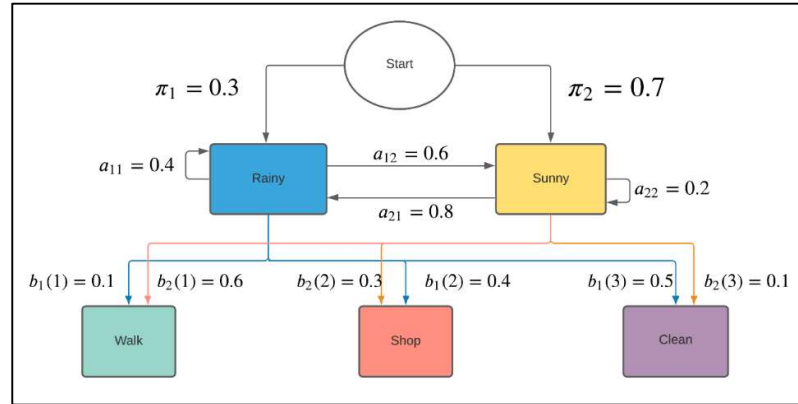 Start
π₁ = 0.3
π₂ = 0.7
a₁₁ = 0.4
Rainy
a₁₂ = 0.6
a₂₁ = 0.8
Sunny
a₂₂ = 0.2
b₁(1) = 0.1
b₂(1) = 0.6
b₂(2) = 0.3
b₁(2) = 0.4
b₁(3) = 0.5
b₂(3) = 0.1
Walk
Shop
Clean